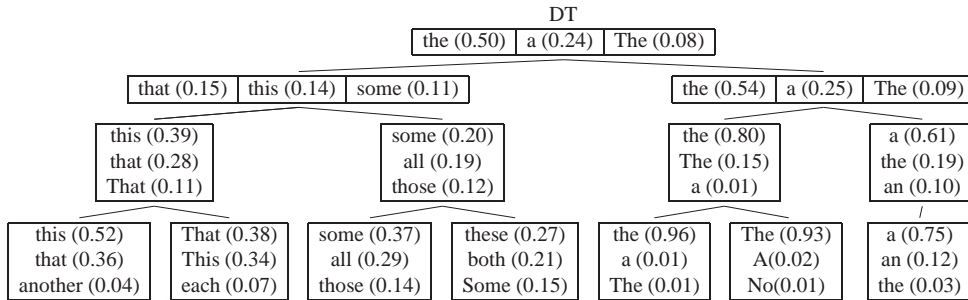 DT
the (0.50) a (0.24) The (0.08)
that (0.15) this (0.14) some (0.11)
the (0.54) a (0.25) The (0.09)
this (0.39)
that (0.28)
That (0.11)
some (0.20)
all (0.19)
those (0.12)
the (0.80)
The (0.15)
a (0.01)
a (0.61)
the (0.19)
an (0.10)
this (0.52)
that (0.36)
another (0.04)
That (0.38)
This (0.34)
each (0.07)
some (0.37)
all (0.29)
those (0.14)
these (0.27)
both (0.21)
Some (0.15)
the (0.96)
a (0.01)
The (0.01)
The (0.93)
A(0.02)
No(0.01)
a (0.75)
an (0.12)
the (0.03)